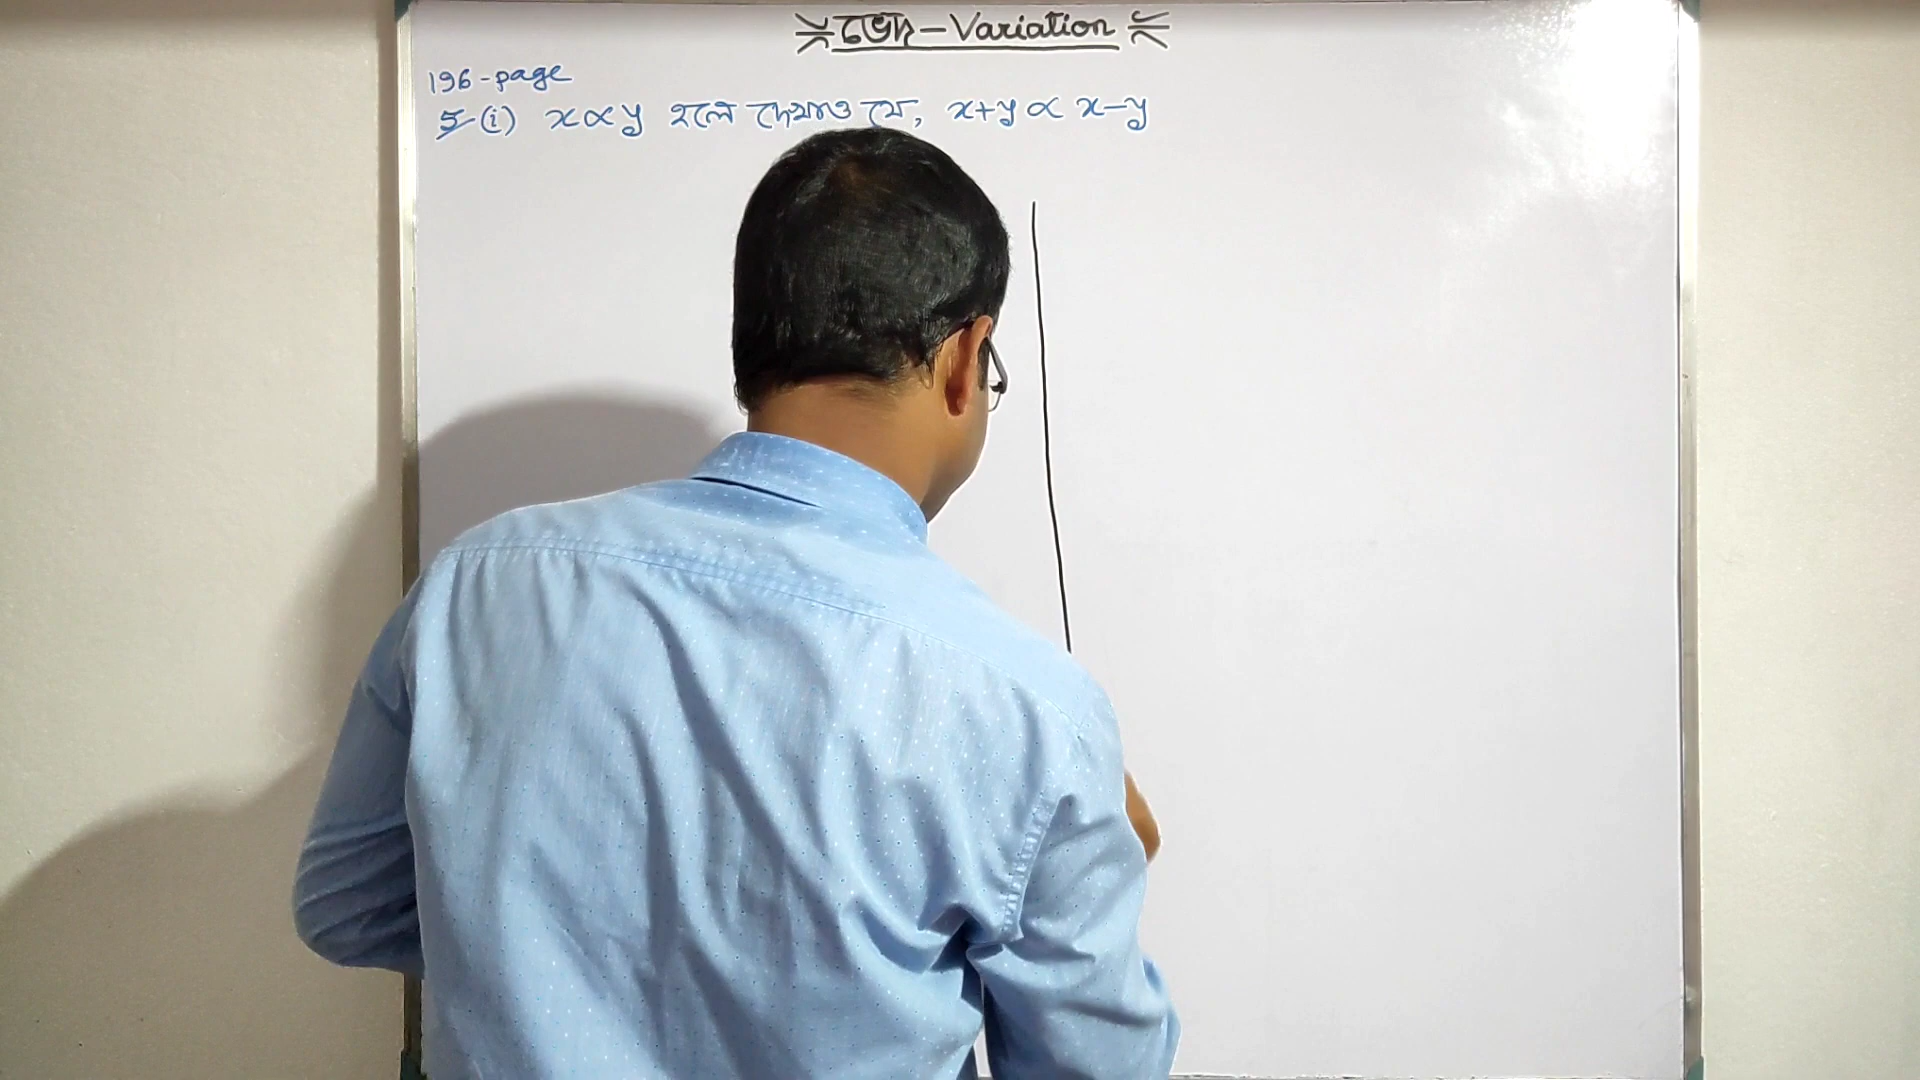 ভেদ - Variation
196-page
5-(i) x∝y হলে দেখাও যে, x+y ∝ x-y